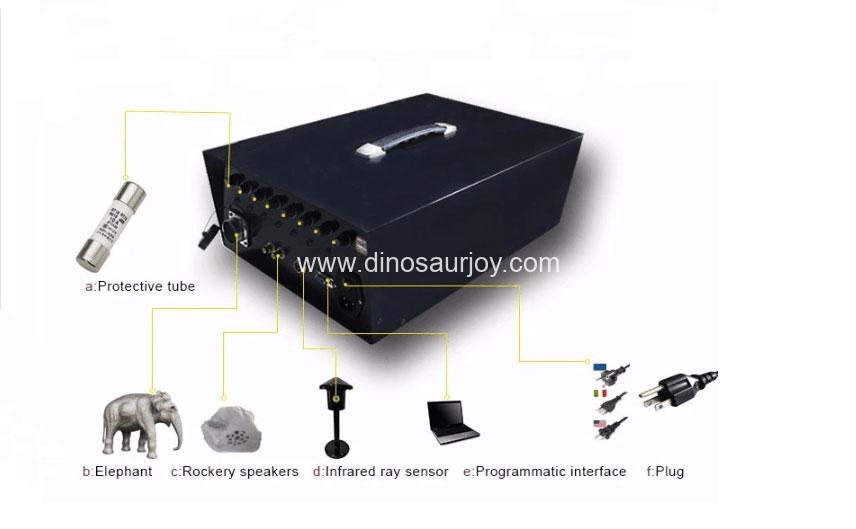 www.dinosaurjoy.com
a:Protective tube
b:Elephant
c:Rockery speakers
d:Infrared ray sensor
e:Programmatic interface
f:Plug